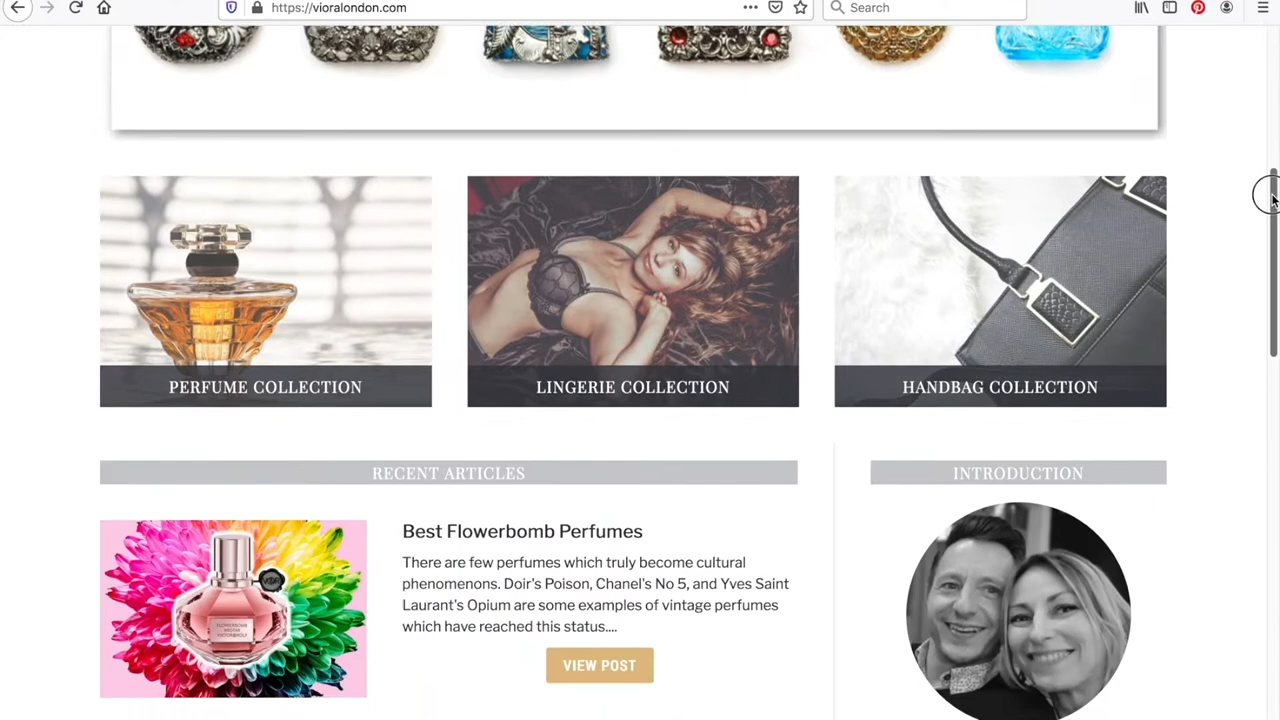 https://vioralondon.com
Search
PERFUME COLLECTION
LINGERIE COLLECTION
HANDBAG COLLECTION
RECENT ARTICLES
INTRODUCTION
Best Flowerbomb Perfumes
There are few perfumes which truly become cultural
phenomenons. Doir's Poison, Chanel's No 5, and Yves Saint
Laurant's Opium are some examples of vintage perfumes
which have reached this status....
VIEW POST